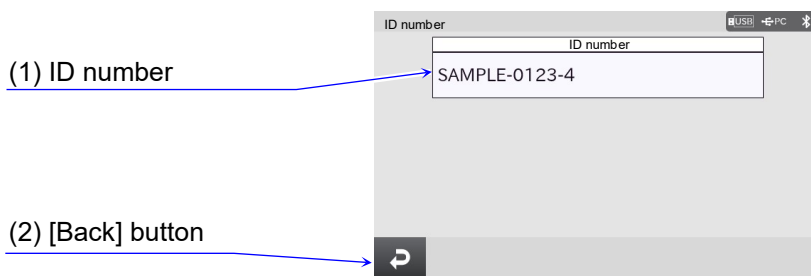 ID number
USB PC
ID number
(1) ID number
SAMPLE-0123-4
(2) [Back] button